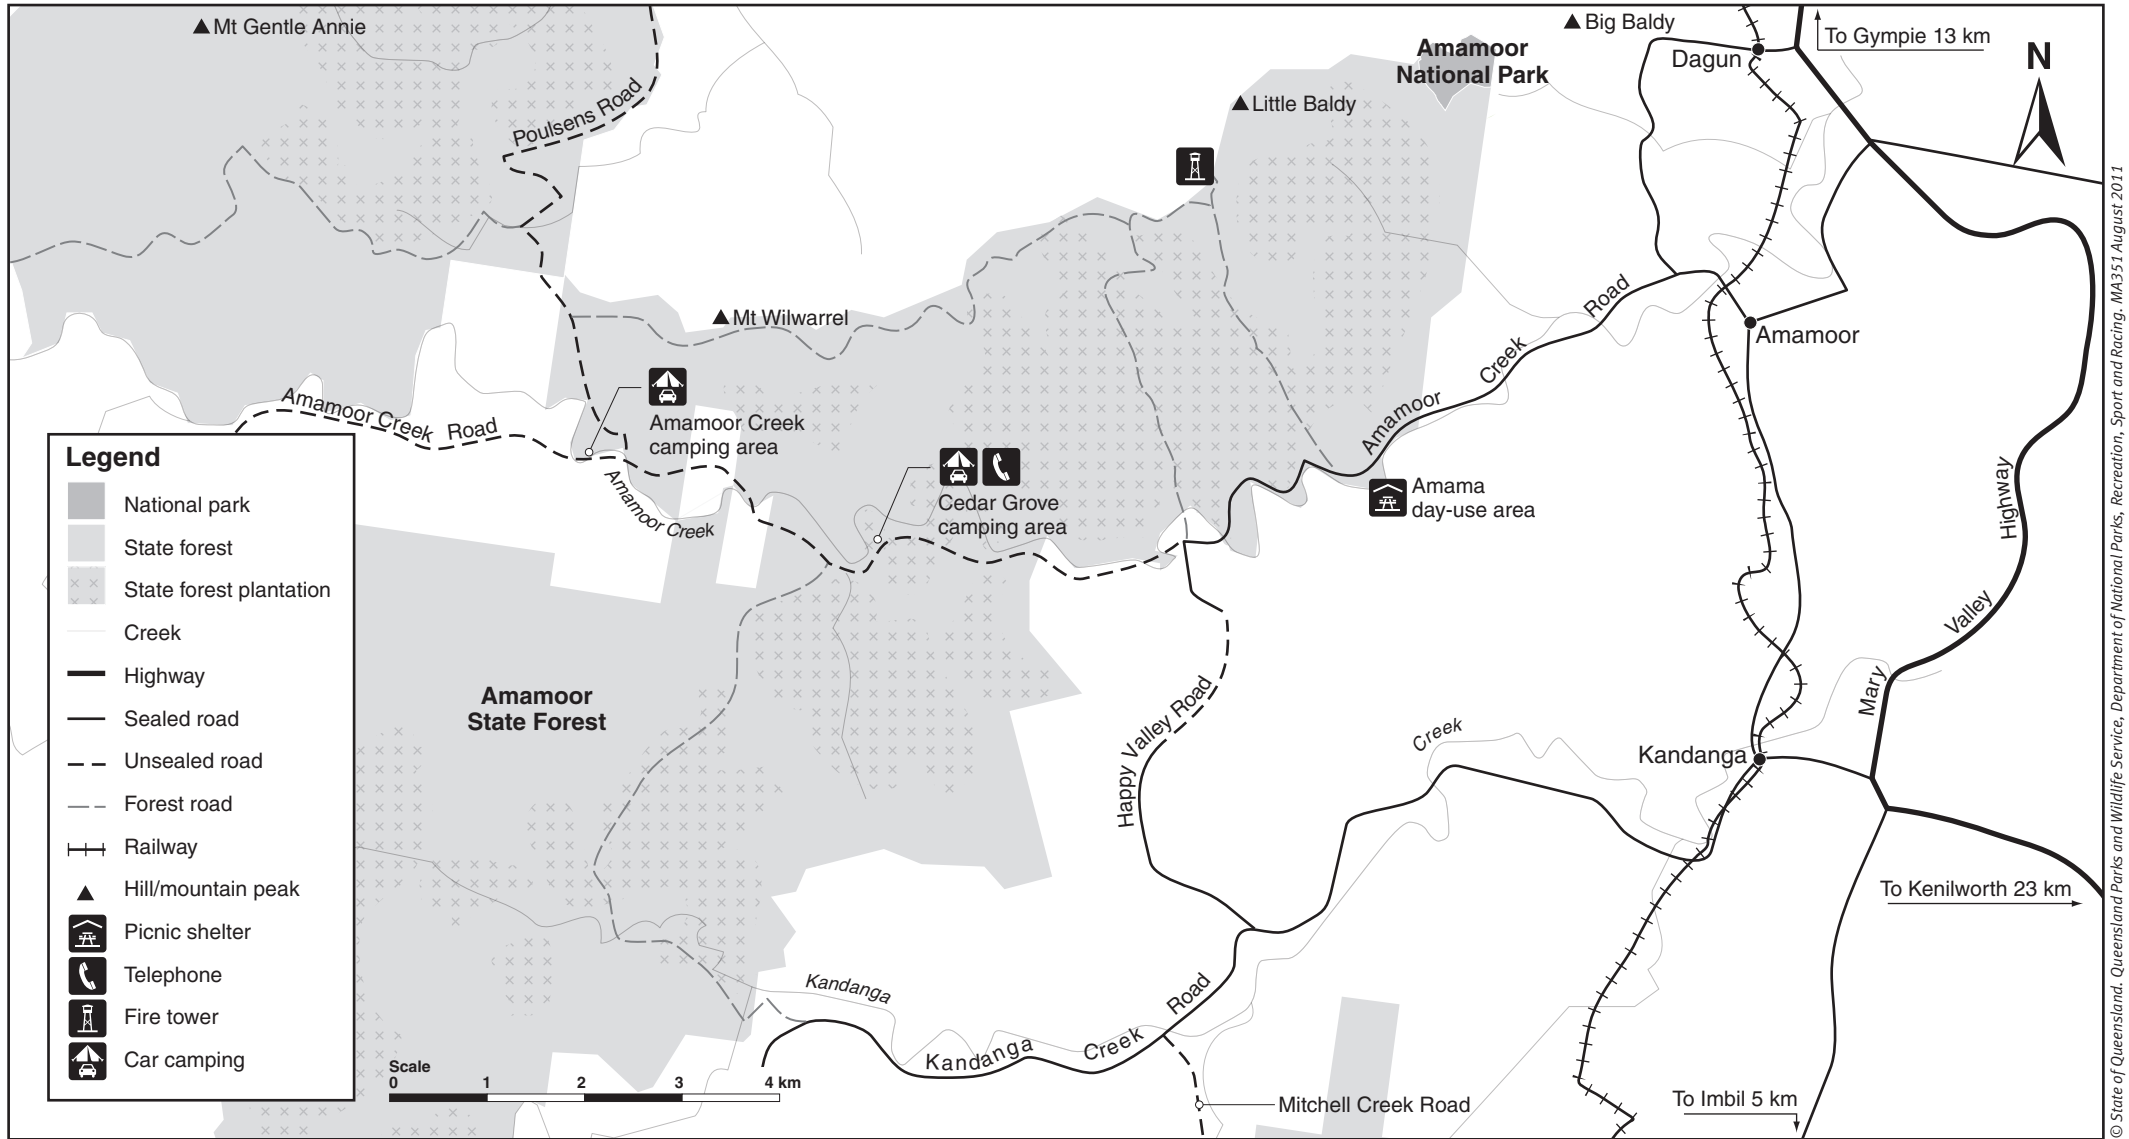 Mt Gentle Annie
Poulsens Road
Big Baldy
To Gympie 13 km
Amamoor
National Park
Dagun
N
Little Baldy
Mt Wilwarrel
Amamoor Creek Road
Amamoor
Amamoor Creek
camping area
Amamoor Creek Road
Amamoor Creek
Cedar Grove
camping area
Amama
day-use area
Mary Valley Highway
Legend
National park
State forest
State forest plantation
Creek
Highway
Sealed road
Unsealed road
Forest road
Railway
Hill/mountain peak
Picnic shelter
Telephone
Fire tower
Car camping
Amamoor
State Forest
Happy Valley Road
Creek
Kandanga
To Kenilworth 23 km
Kandanga
Kandanga Creek Road
Scale
0 1 2 3 4 km
Mitchell Creek Road
To Imbil 5 km
© State of Queensland. Queensland Parks and Wildlife Service, Department of National Parks, Recreation, Sport and Racing. MA351 August 2011